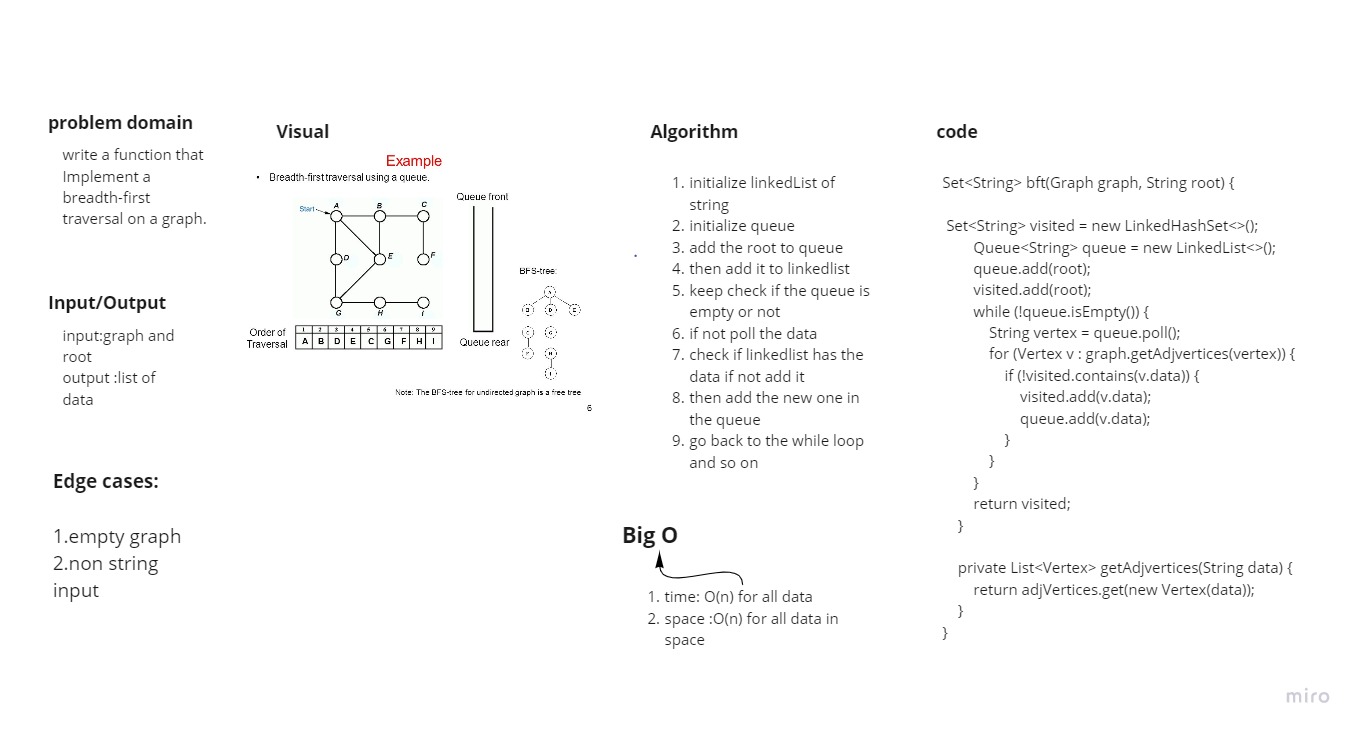 problem domain
write a function that
Implement a
breadth-first
traversal on a graph.
Input/Output
input:graph and
root
output :list of
data
Edge cases:
1.empty graph
2.non string
input
Visual
Example
• Breadth-first traversal using a queue.
Start
A
B
C
D
E
F
G
H
I
Order of
Traversal
1 2 3 4 5 6 7 8 9
A B D E C G F H I
Queue front
Queue rear
BFS-tree:
A
B D E
C G
F H
I
Note: The BFS-tree for undirected graph is a free tree
6
Algorithm
1. initialize linkedList of
string
2. initialize queue
3. add the root to queue
4. then add it to linkedlist
5. keep check if the queue is
empty or not
6. if not poll the data
7. check if linkedlist has the
data if not add it
8. then add the new one in
the queue
9. go back to the while loop
and so on
Big O
1. time: O(n) for all data
2. space :O(n) for all data in
space
code
Set<String> bft(Graph graph, String root) {
Set<String> visited = new LinkedHashSet<>();
Queue<String> queue = new LinkedList<>();
queue.add(root);
visited.add(root);
while (!queue.isEmpty()) {
String vertex = queue.poll();
for (Vertex v : graph.getAdjvertices(vertex)) {
if (!visited.contains(v.data)) {
visited.add(v.data);
queue.add(v.data);
}
}
}
return visited;
}
private List<Vertex> getAdjvertices(String data) {
return adjVertices.get(new Vertex(data));
}
}
miro